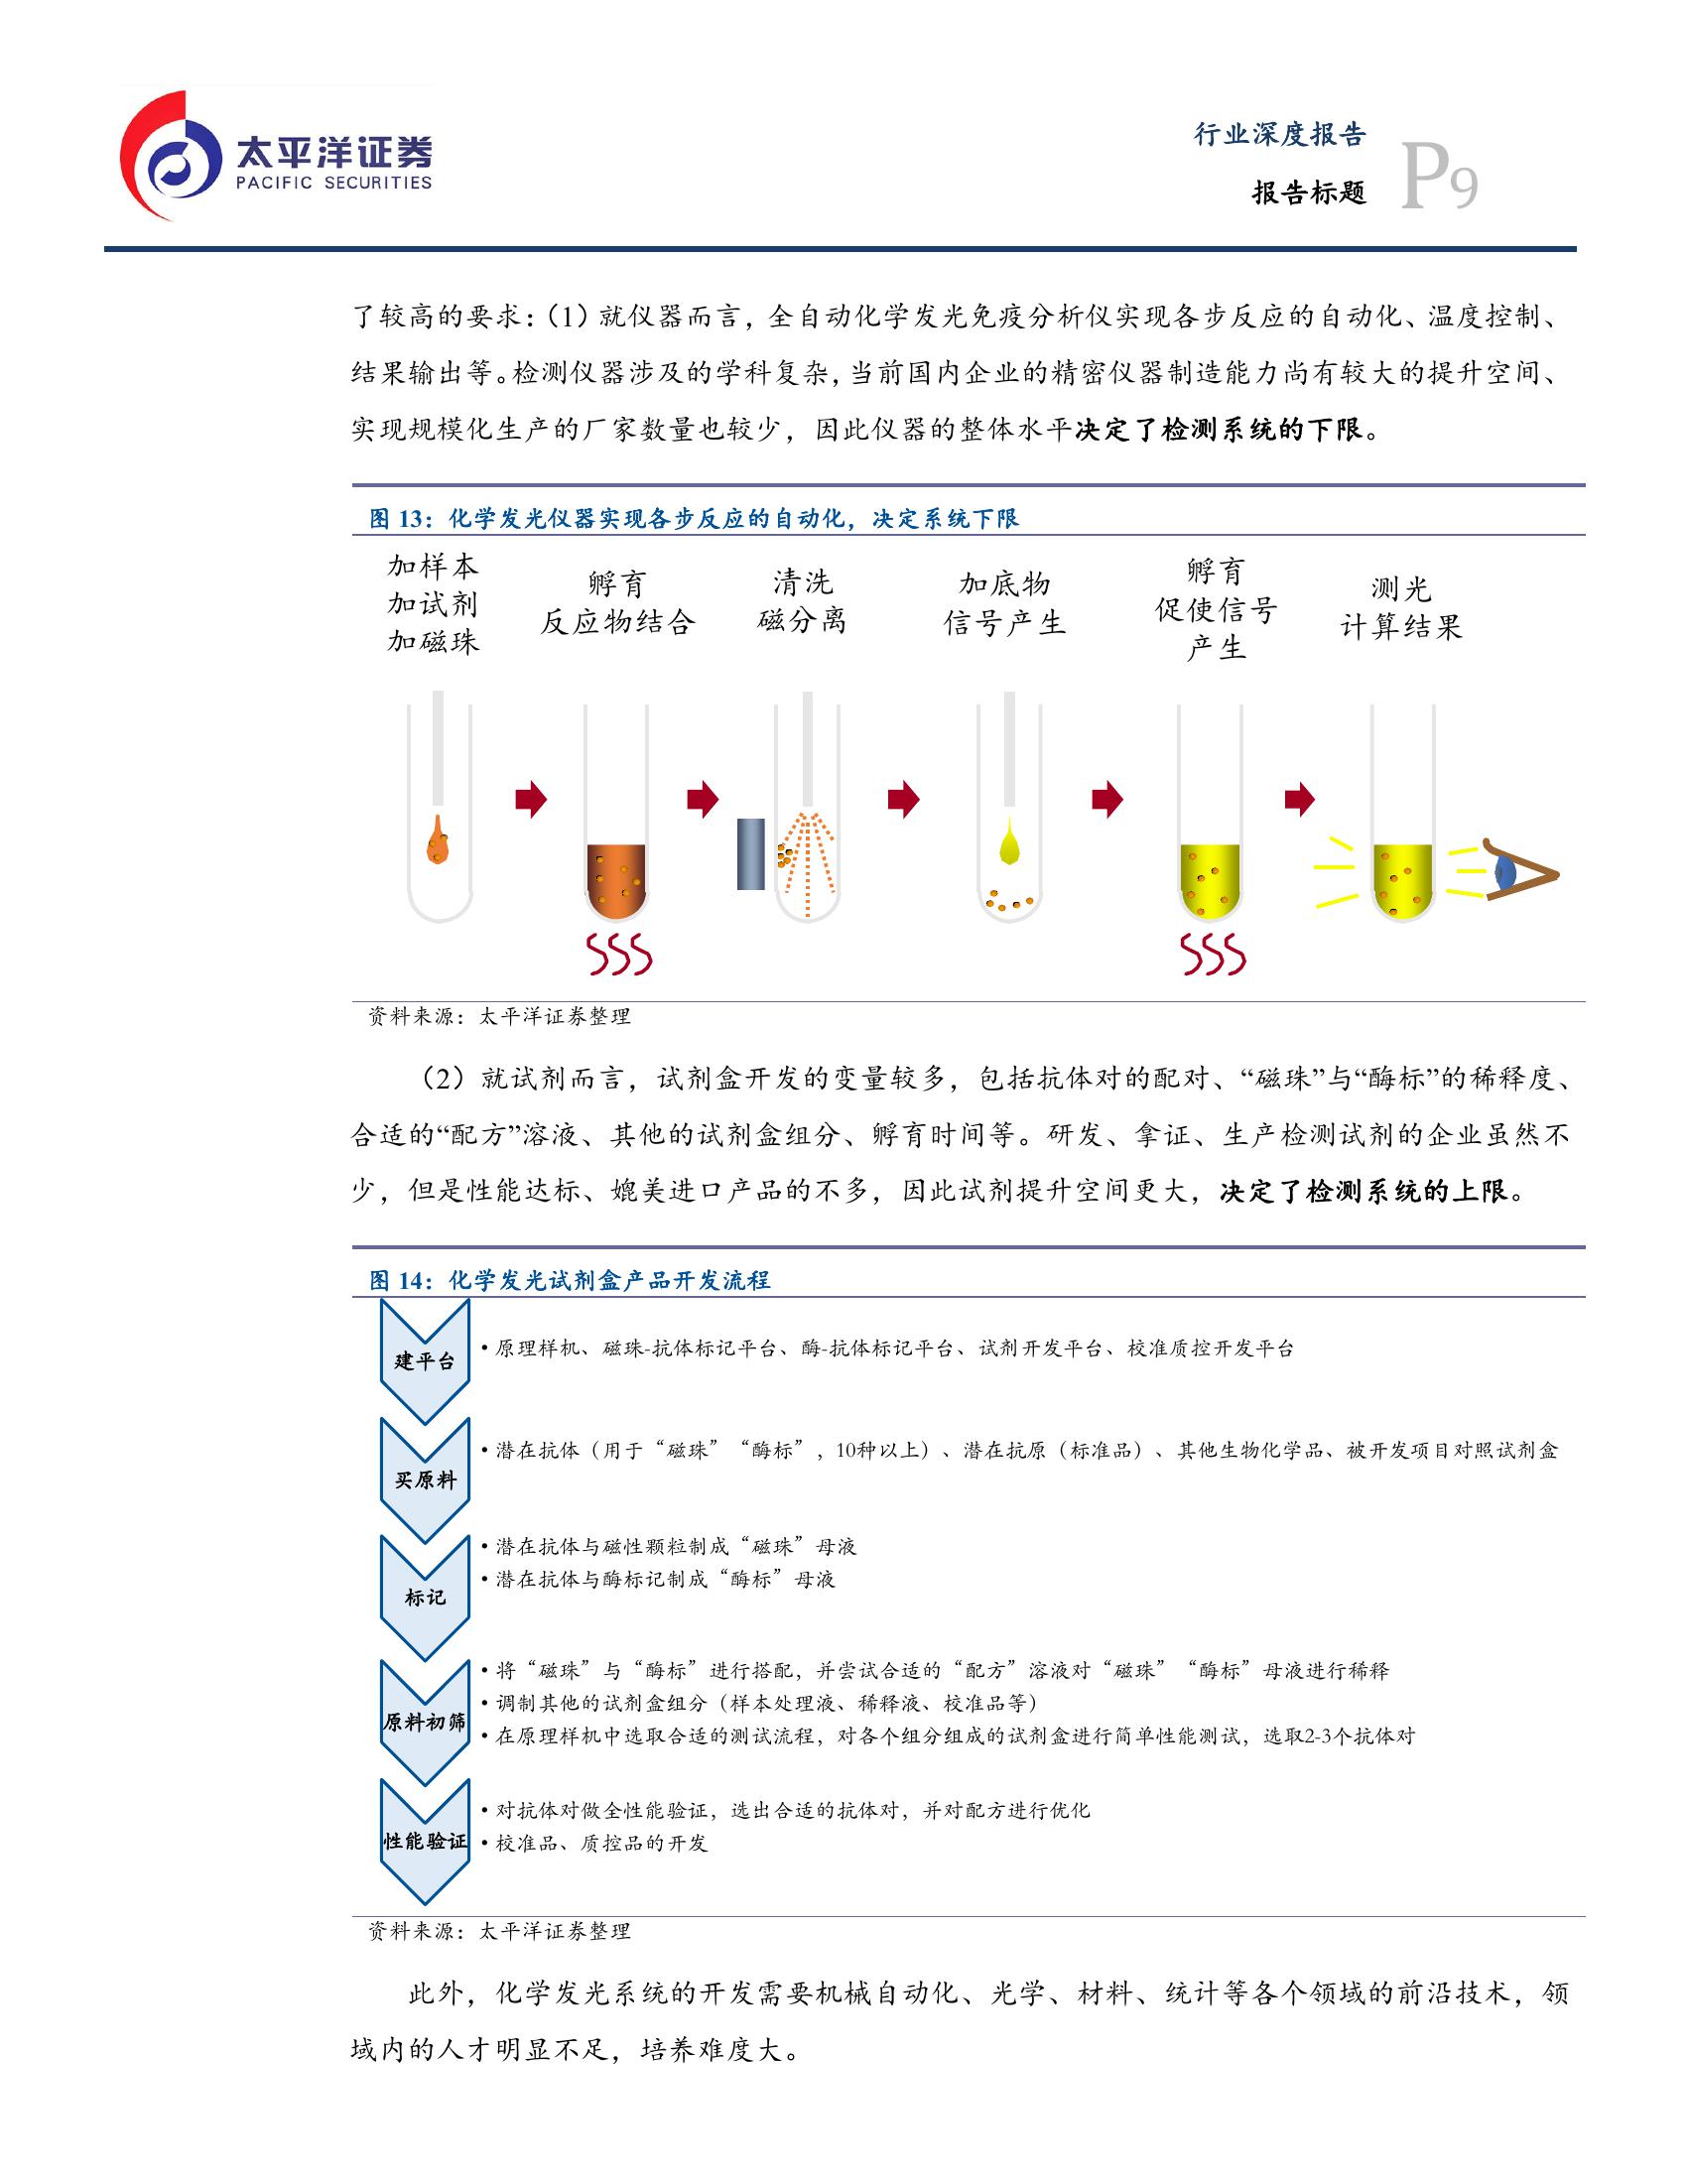 太平洋证券
PACIFIC SECURITIES
行业深度报告
报告标题
P9
了较高的要求：（1）就仪器而言，全自动化学发光免疫分析仪实现各步反应的自动化、温度控制、
结果输出等。检测仪器涉及的学科复杂，当前国内企业的精密仪器制造能力尚有较大的提升空间、
实现规模化生产的厂家数量也较少，因此仪器的整体水平决定了检测系统的下限。
图 13：化学发光仪器实现各步反应的自动化，决定系统下限
加样本
加试剂
加磁珠
孵育
反应物结合
清洗
磁分离
加底物
信号产生
孵育
促使信号
产生
测光
计算结果
资料来源：太平洋证券整理
（2）就试剂而言，试剂盒开发的变量较多，包括抗体对的配对、“磁珠”与“酶标”的稀释度、
合适的“配方”溶液、其他的试剂盒组分、孵育时间等。研发、拿证、生产检测试剂的企业虽然不
少，但是性能达标、媲美进口产品的不多，因此试剂提升空间更大，决定了检测系统的上限。
图 14：化学发光试剂盒产品开发流程
建平台
•原理样机、磁珠-抗体标记平台、酶-抗体标记平台、试剂开发平台、校准质控开发平台
买原料
•潜在抗体（用于“磁珠”“酶标”，10种以上）、潜在抗原（标准品）、其他生物化学品、被开发项目对照试剂盒
标记
•潜在抗体与磁性颗粒制成“磁珠”母液
•潜在抗体与酶标记制成“酶标”母液
原料初筛
•将“磁珠”与“酶标”进行搭配，并尝试合适的“配方”溶液对“磁珠”“酶标”母液进行稀释
•调制其他的试剂盒组分（样本处理液、稀释液、校准品等）
•在原理样机中选取合适的测试流程，对各个组分组成的试剂盒进行简单性能测试，选取2-3个抗体对
性能验证
•对抗体对做全性能验证，选出合适的抗体对，并对配方进行优化
•校准品、质控品的开发
资料来源：太平洋证券整理
此外，化学发光系统的开发需要机械自动化、光学、材料、统计等各个领域的前沿技术，领
域内的人才明显不足，培养难度大。